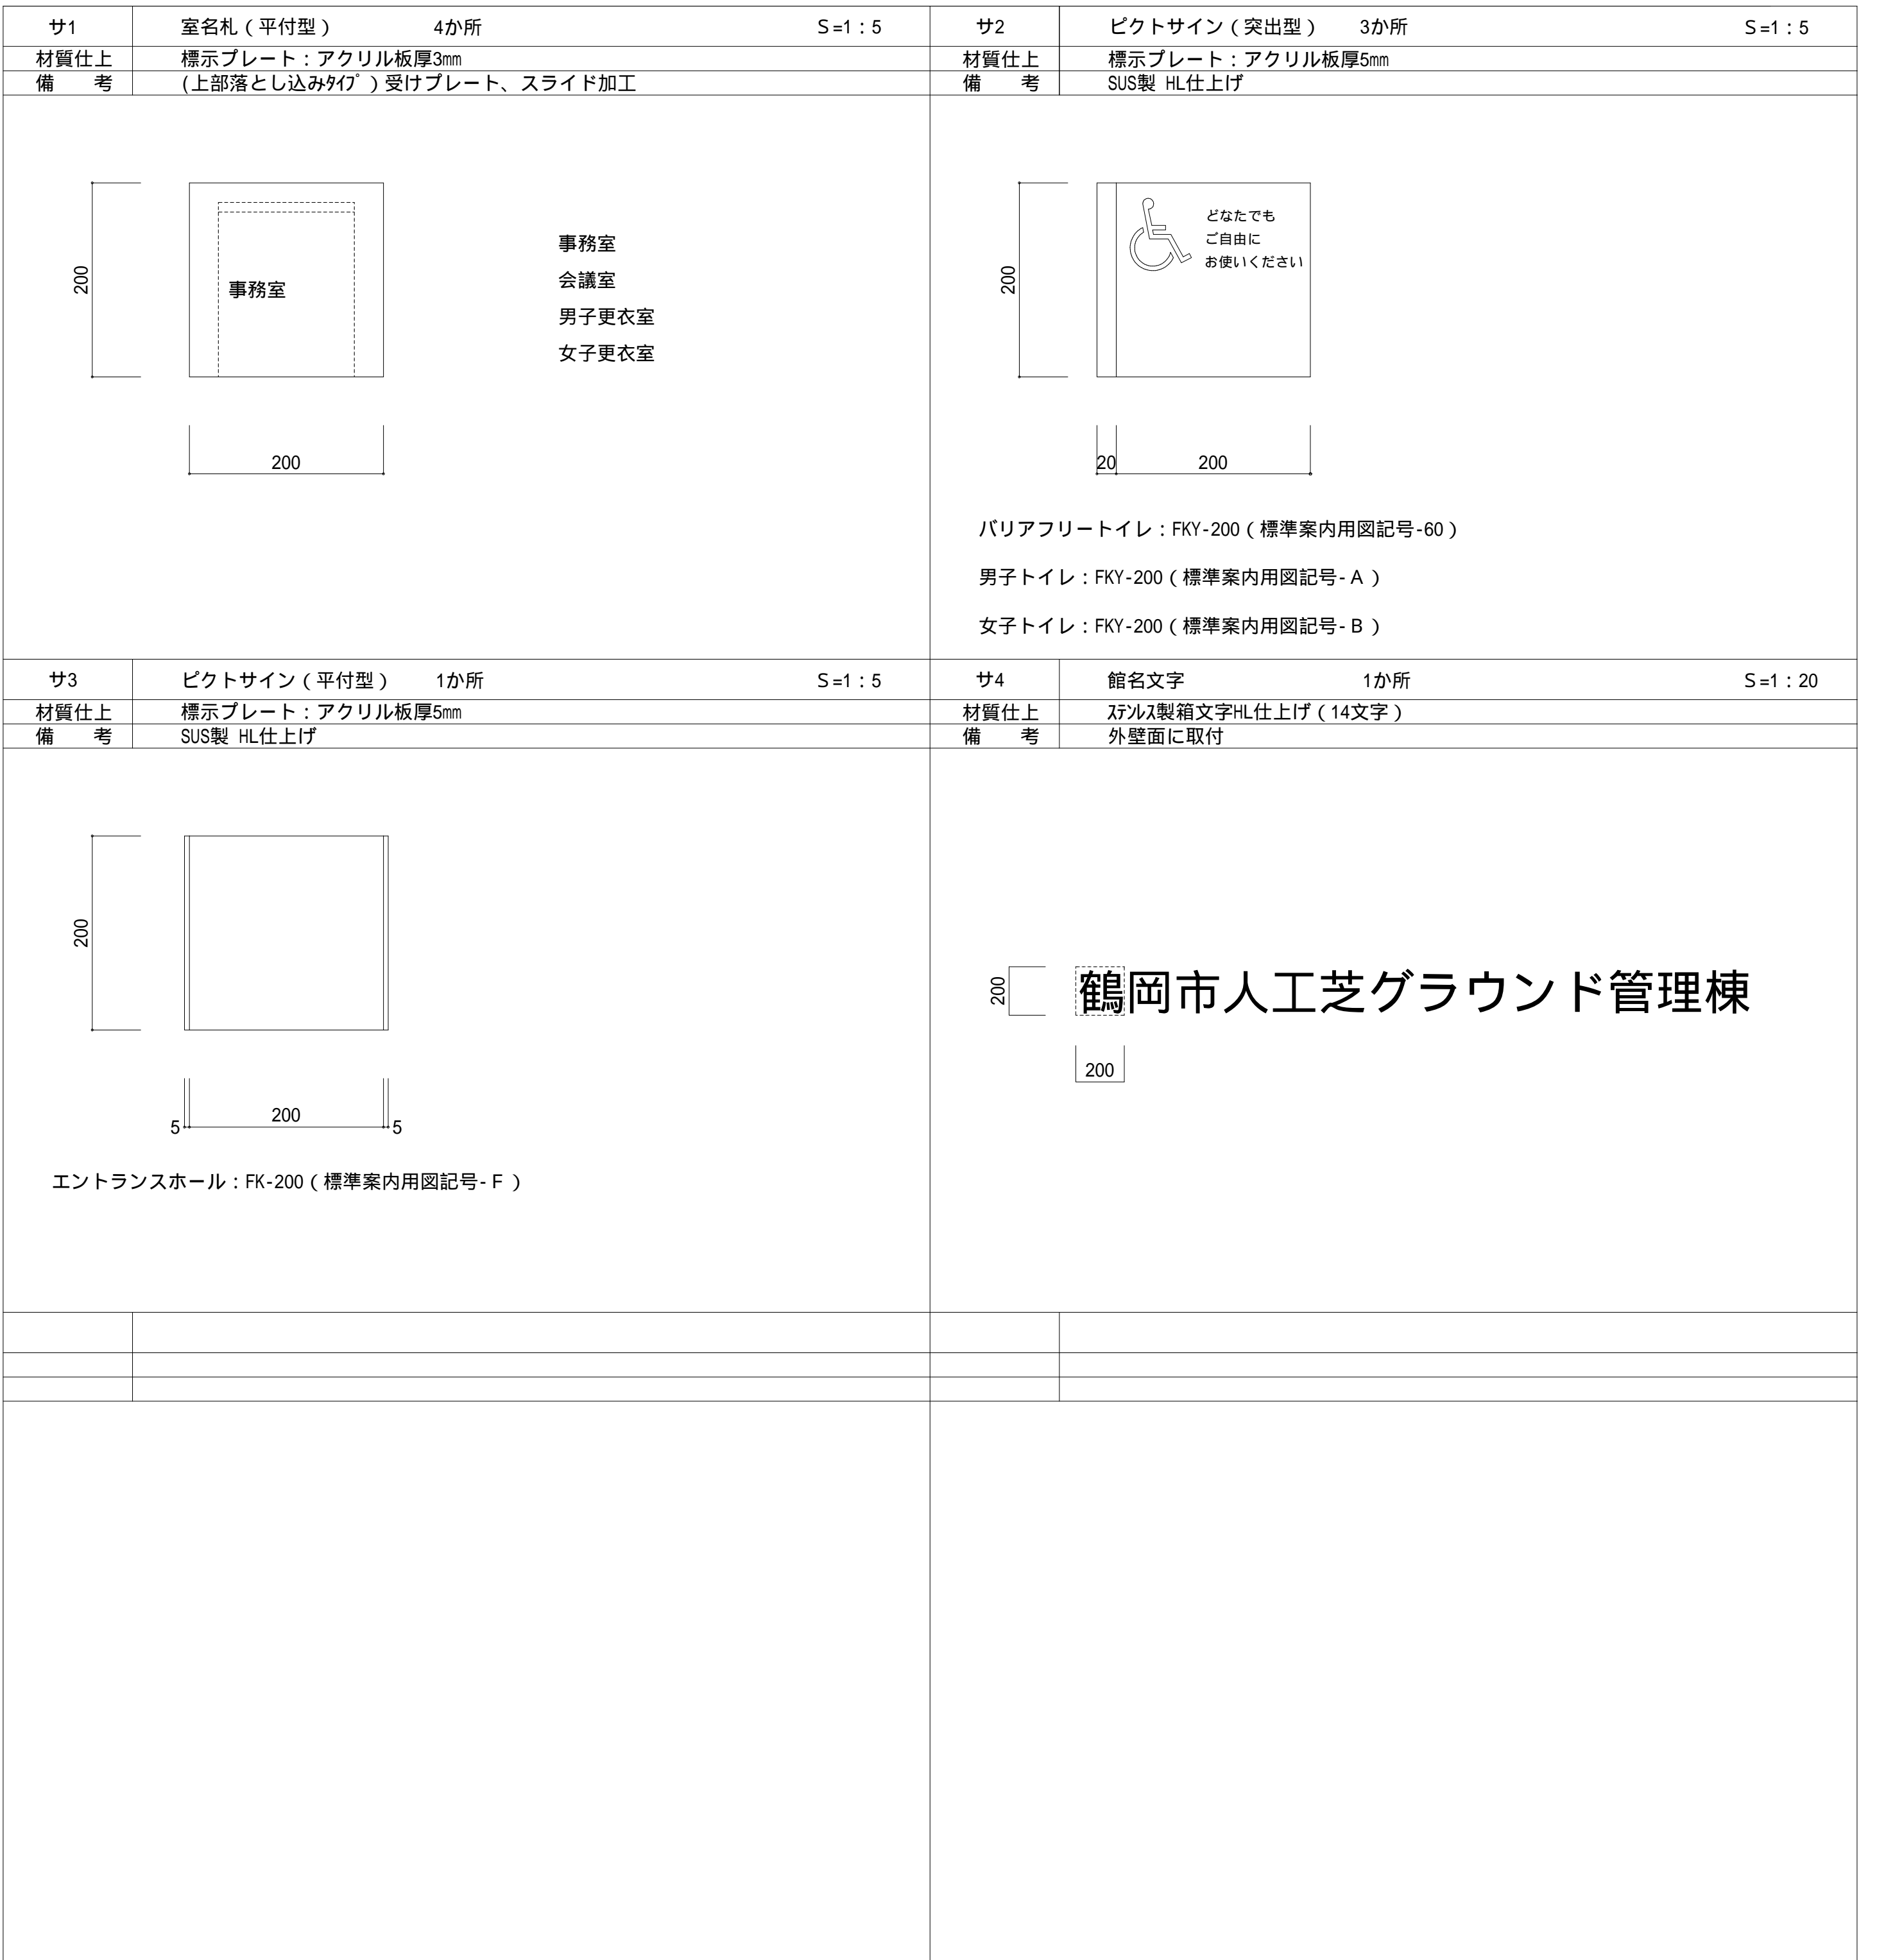 サ1 室名札（平付型） 4か所 S=1：5
材質仕上 標示プレート：アクリル板厚3mm
備　考 (上部落とし込みﾀｲﾌﾟ）受けプレート、スライド加工
200
事務室
事務室
会議室
男子更衣室
女子更衣室
200
サ2 ピクトサイン（突出型） 3か所 S=1：5
材質仕上 標示プレート：アクリル板厚5mm
備　考 SUS製 HL仕上げ
200
どなたでも
ご自由に
お使いください
20 200
バリアフリートイレ：FKY-200（標準案内用図記号-60）
男子トイレ：FKY-200（標準案内用図記号-Ａ）
女子トイレ：FKY-200（標準案内用図記号-Ｂ）
サ3 ピクトサイン（平付型） 1か所 S=1：5
材質仕上 標示プレート：アクリル板厚5mm
備　考 SUS製 HL仕上げ
200
5 200 5
エントランスホール：FK-200（標準案内用図記号-Ｆ）
サ4 館名文字 1か所 S=1：20
材質仕上 ｽﾃﾝﾚｽ製箱文字HL仕上げ（14文字）
備　考 外壁面に取付
200
鶴岡市人工芝グラウンド管理棟
200